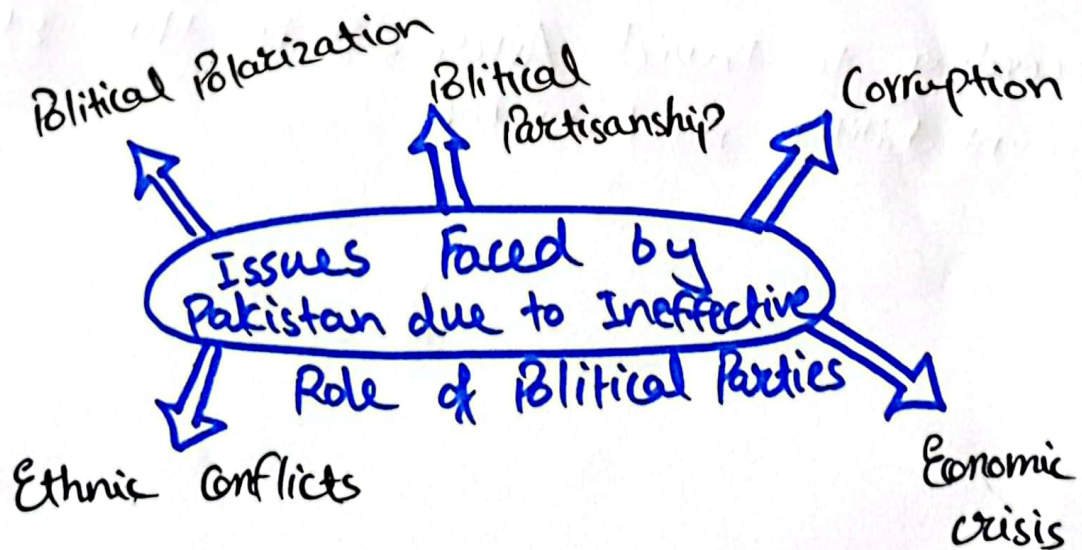 Political Polarization
Political
Partisanship
Corruption
Issues Faced by
Pakistan due to Ineffective
Role of Political Parties
Ethnic Conflicts
Economic
crisis